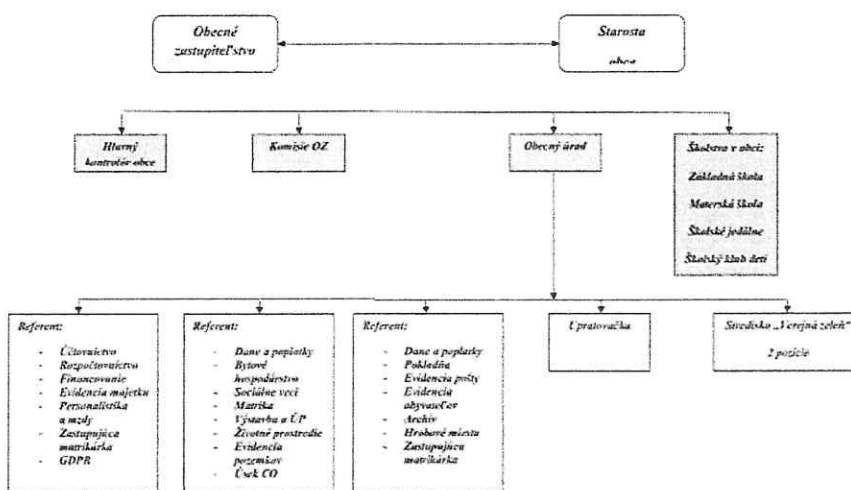 Obecné
zastupiteľstvo
Starosta
obce
Hlavný
kontrolór obce
Komisie OZ
Obecný úrad
Školstvo v obci:
Základná škola
Materská škola
Školské jedálne
Školský klub detí
Referent:
- Účtovníctvo
- Rozpočtovníctvo
- Financovanie
- Evidencia majetku
- Personalistika
a mzdy
- Zastupujúca
matrikárka
- GDPR
Referent:
- Dane a poplatky
- Bytové
hospodárstvo
- Sociálne veci
- Matrika
- Výstavba a ÚP
- Životné prostredie
- Evidencia
pozemkov
- Úsek CO
Referent:
- Dane a poplatky
- Pokladňa
- Evidencia pošty
- Evidencia
obyvateľov
- Archív
- Hrobové miesta
- Zastupujúca
matrikárka
Upratovačka
Stredisko „Verejná zeleň“
2 pozície